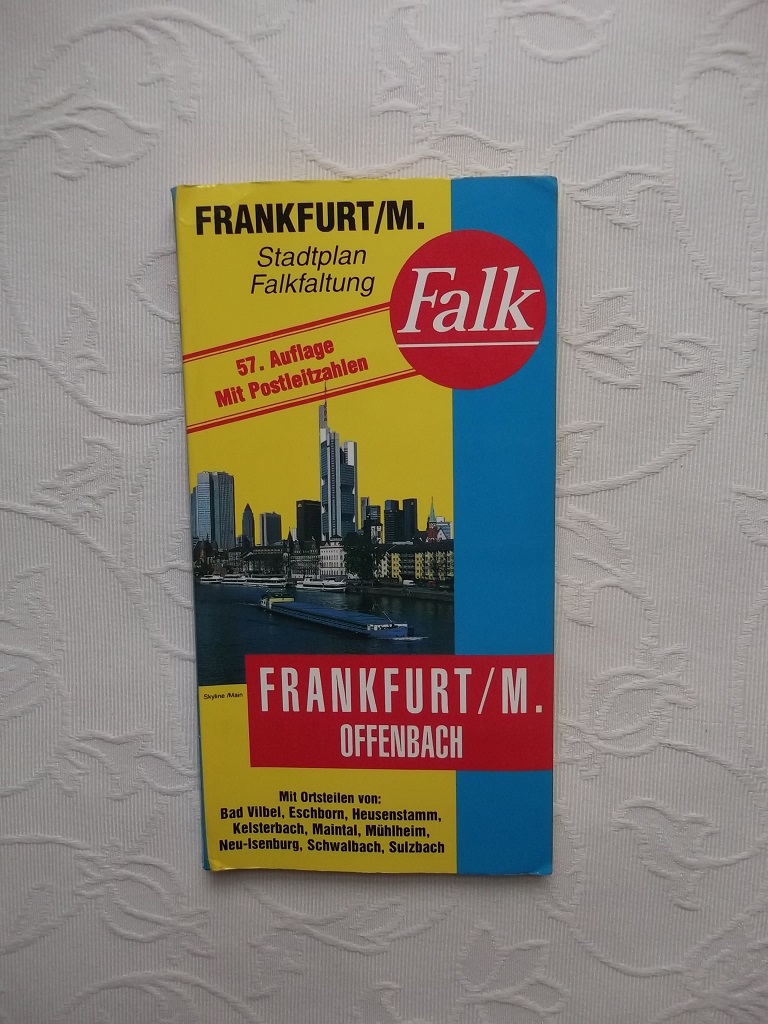 FRANKFURT/M.
Stadtplan
Falkfaltung
Falk
57. Auflage
Mit Postleitzahlen
Skyline /Main
FRANKFURT/M.
OFFENBACH
Mit Ortsteilen von:
Bad Vilbel, Eschborn, Heusenstamm,
Kelsterbach, Maintal, Mühlheim,
Neu-Isenburg, Schwalbach, Sulzbach